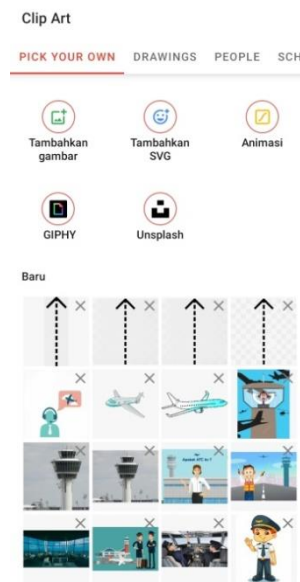 Clip Art
PICK YOUR OWN DRAWINGS PEOPLE SCH
Tambahkan
gambar
Tambahkan
SVG
Animasi
GIPHY
Unsplash
Baru